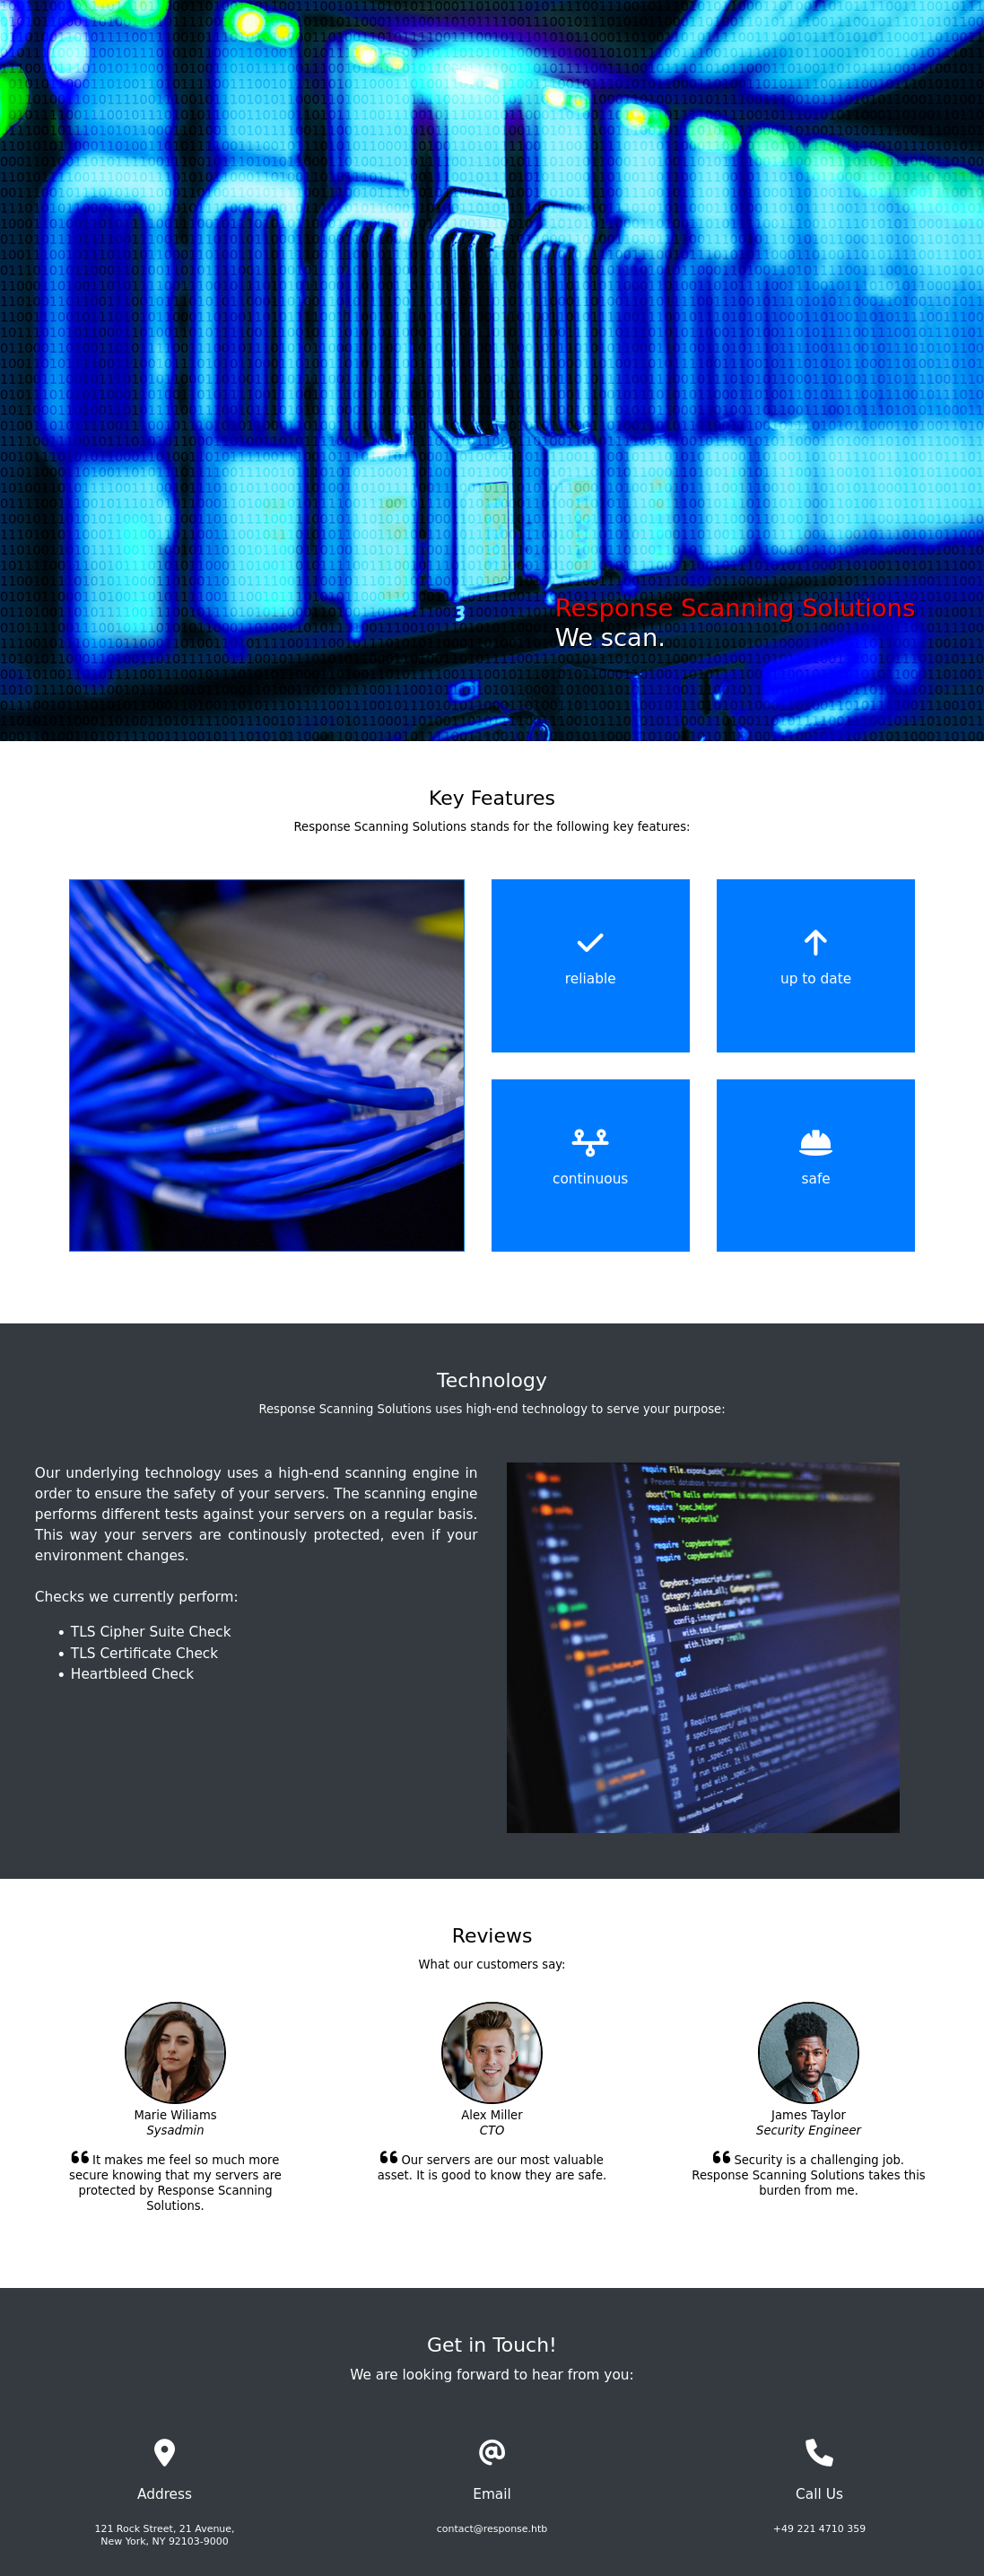 Response Scanning Solutions
We scan.
Key Features
Response Scanning Solutions stands for the following key features:
reliable
up to date
continuous
safe
Technology
Response Scanning Solutions uses high-end technology to serve your purpose:
Our underlying technology uses a high-end scanning engine in
order to ensure the safety of your servers. The scanning engine
performs different tests against your servers on a regular basis.
This way your servers are continously protected, even if your
environment changes.
Checks we currently perform:
• TLS Cipher Suite Check
• TLS Certificate Check
• Heartbleed Check
Reviews
What our customers say:
Marie Wiliams
Sysadmin
❝ It makes me feel so much more
secure knowing that my servers are
protected by Response Scanning
Solutions.
Alex Miller
CTO
❝ Our servers are our most valuable
asset. It is good to know they are safe.
James Taylor
Security Engineer
❝ Security is a challenging job.
Response Scanning Solutions takes this
burden from me.
Get in Touch!
We are looking forward to hear from you:
Address
121 Rock Street, 21 Avenue,
New York, NY 92103-9000
Email
contact@response.htb
Call Us
+49 221 4710 359